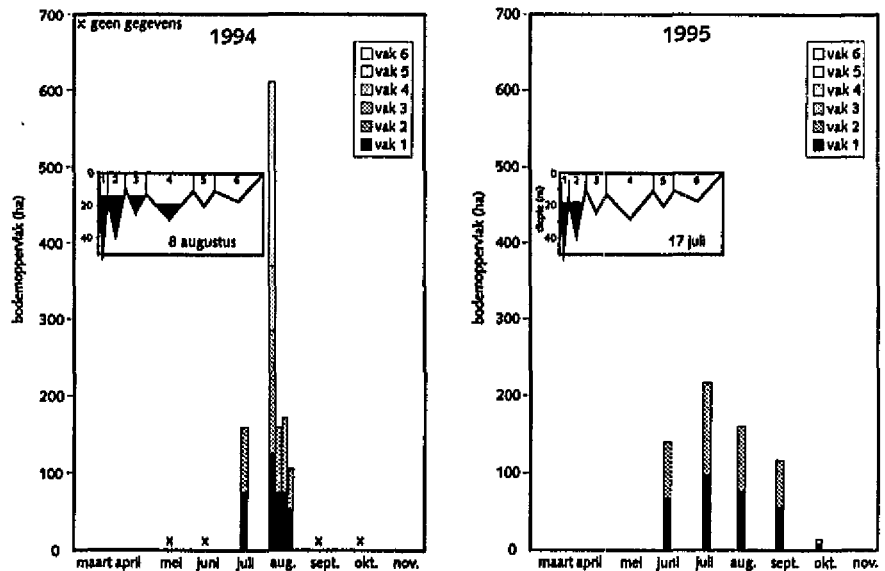 700
× geen gegevens
1994
vak 6
vak 5
vak 4
vak 3
vak 2
vak 1
600
500
400
300
200
100
0
bodemoppervlak (ha)
0
20
40
1 2 3 4 5 6
8 augustus
maart april mei juni juli aug. sept. okt. nov.
700
1995
vak 6
vak 5
vak 4
vak 3
vak 2
vak 1
600
500
400
300
200
100
0
bodemoppervlak (ha)
diepte (m)
0
20
40
1 2 3 4 5 6
17 juli
maart april mei juni juli aug. sept. okt. nov.